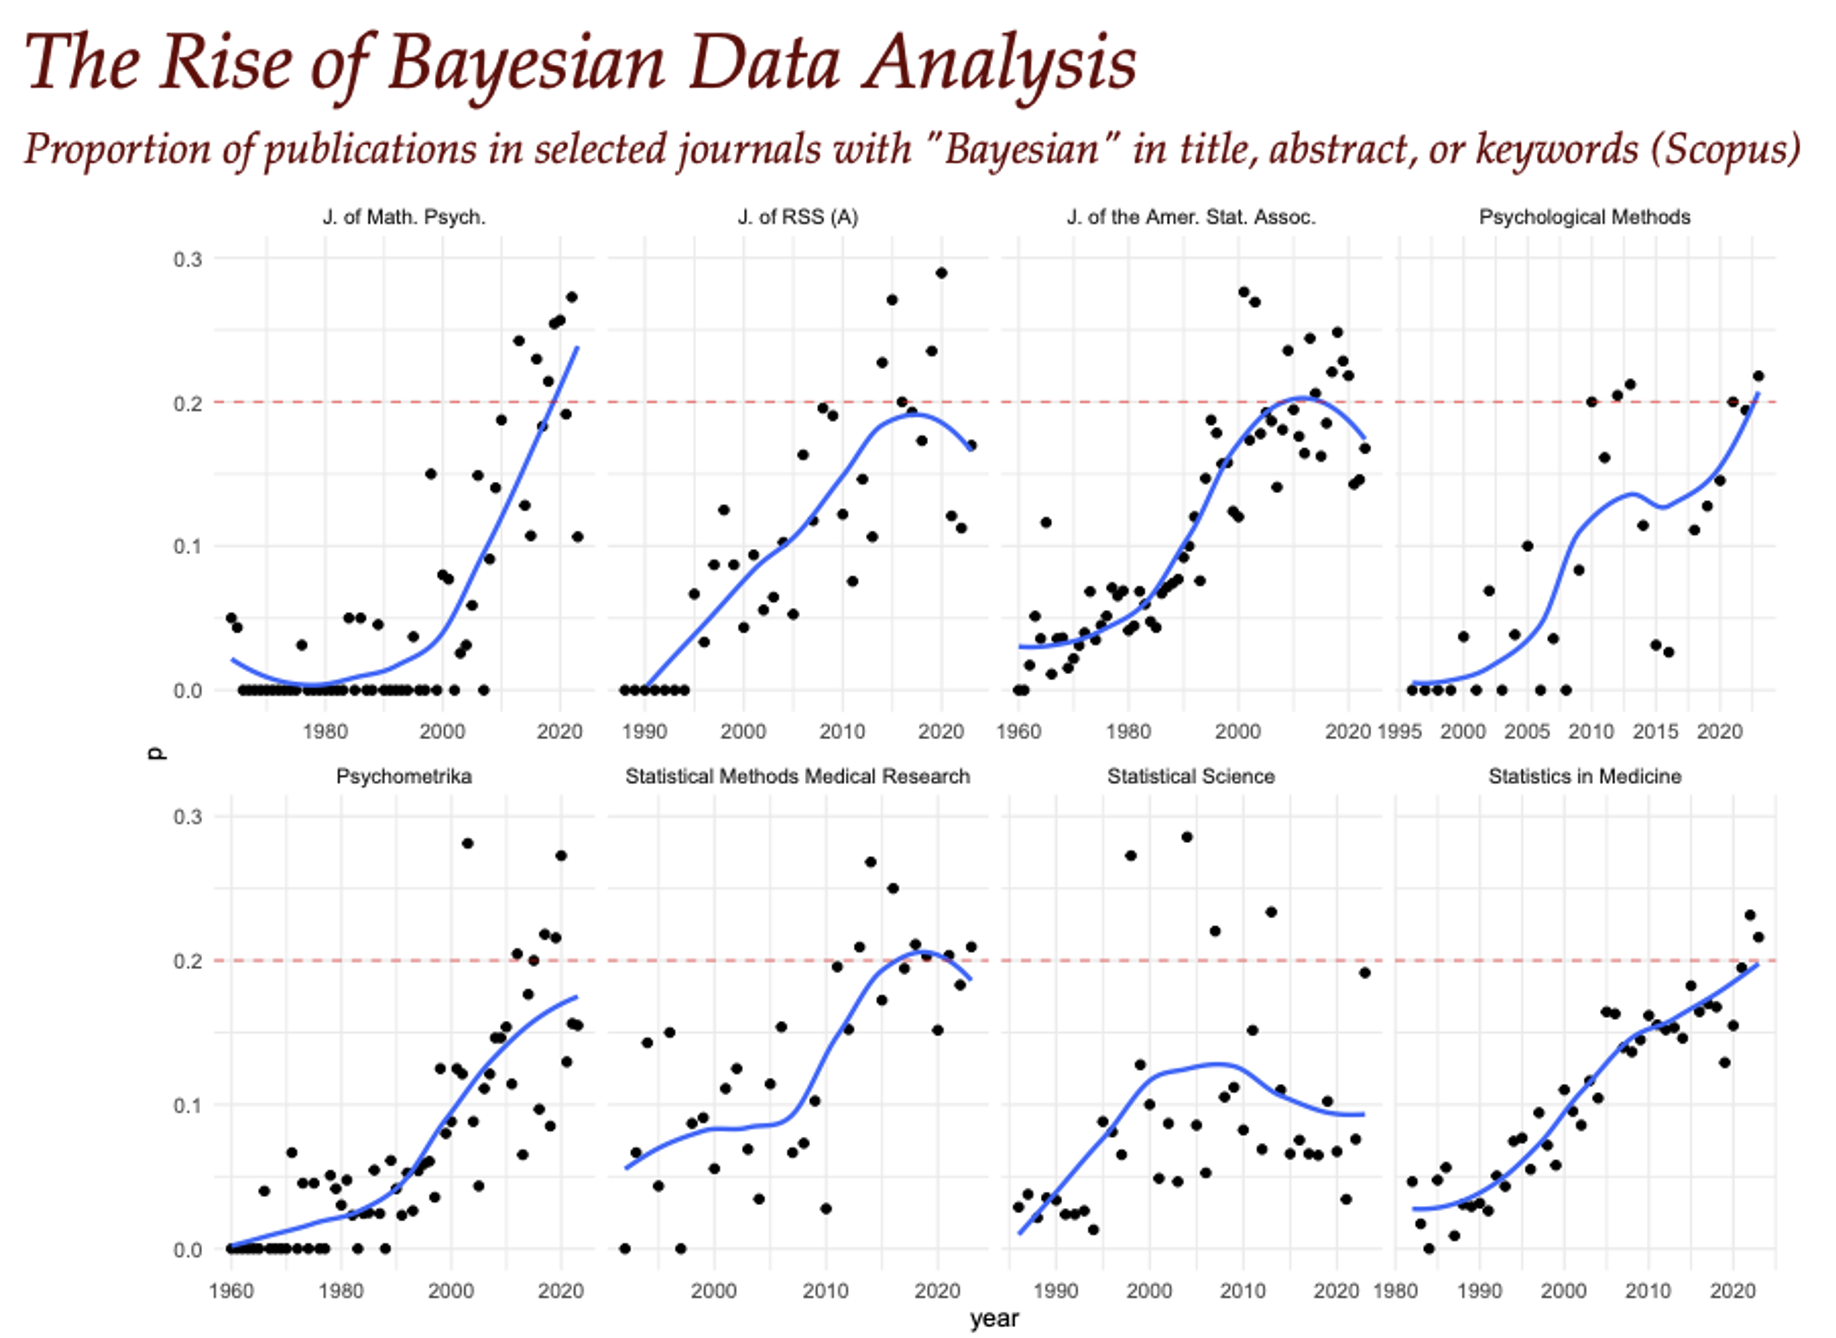 The Rise of Bayesian Data Analysis
Proportion of publications in selected journals with "Bayesian" in title, abstract, or keywords (Scopus)
J. of Math. Psych.
J. of RSS (A)
J. of the Amer. Stat. Assoc.
Psychological Methods
0.3
0.2
0.1
0.0
1980 2000 2020
1990 2000 2010 2020
1960 1980 2000 2020
1995 2000 2005 2010 2015 2020
p
Psychometrika
Statistical Methods Medical Research
Statistical Science
Statistics in Medicine
0.3
0.2
0.1
0.0
1960 1980 2000 2020
2000 2010 2020
1990 2000 2010 2020
1980 1990 2000 2010 2020
year